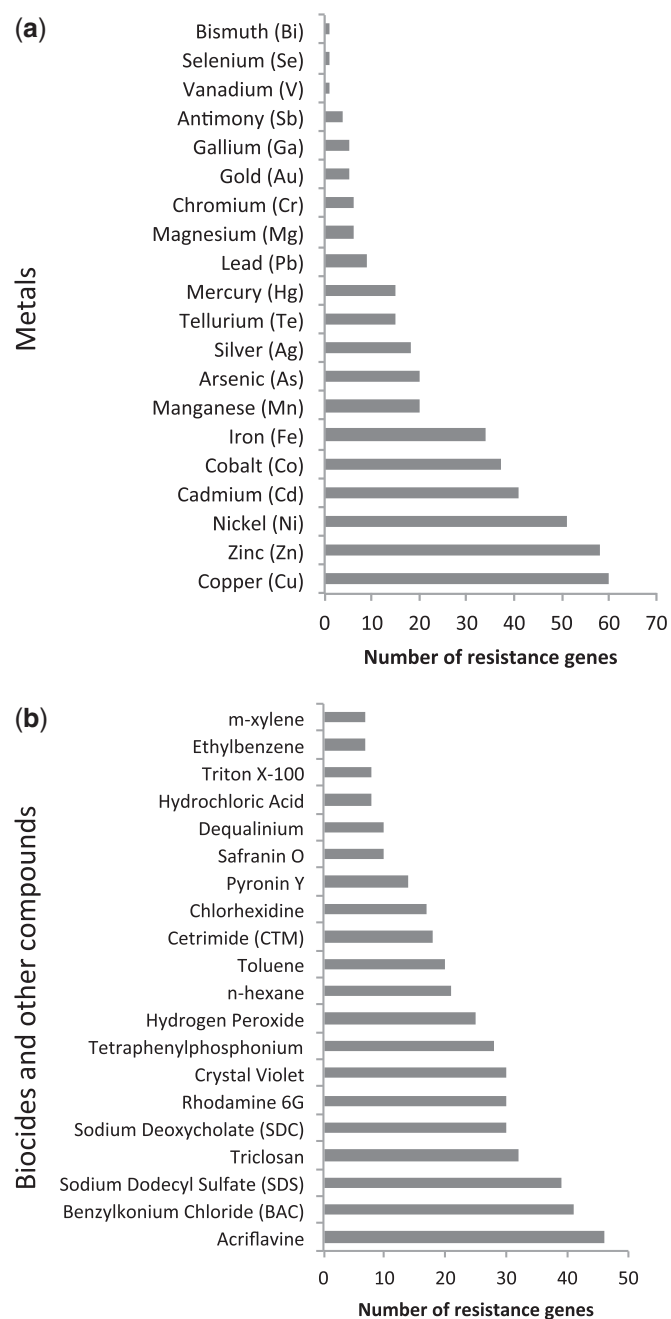 (a)
Metals
Bismuth (Bi)
Selenium (Se)
Vanadium (V)
Antimony (Sb)
Gallium (Ga)
Gold (Au)
Chromium (Cr)
Magnesium (Mg)
Lead (Pb)
Mercury (Hg)
Tellurium (Te)
Silver (Ag)
Arsenic (As)
Manganese (Mn)
Iron (Fe)
Cobalt (Co)
Cadmium (Cd)
Nickel (Ni)
Zinc (Zn)
Copper (Cu)
0 10 20 30 40 50 60 70
Number of resistance genes
(b)
Biocides and other compounds
m-xylene
Ethylbenzene
Triton X-100
Hydrochloric Acid
Dequalinium
Safranin O
Pyronin Y
Chlorhexidine
Cetrimide (CTM)
Toluene
n-hexane
Hydrogen Peroxide
Tetraphenylphosphonium
Crystal Violet
Rhodamine 6G
Sodium Deoxycholate (SDC)
Triclosan
Sodium Dodecyl Sulfate (SDS)
Benzylkonium Chloride (BAC)
Acriflavine
0 10 20 30 40 50
Number of resistance genes